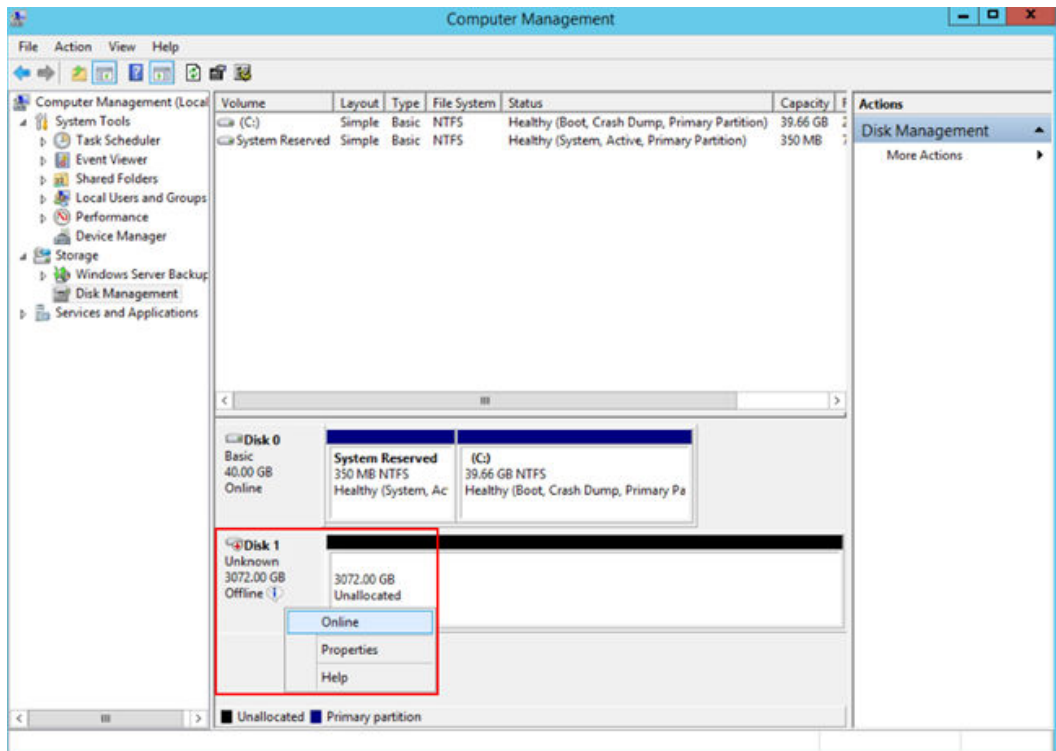 Computer Management
File Action View Help
Computer Management (Local
System Tools
Task Scheduler
Event Viewer
Shared Folders
Local Users and Groups
Performance
Device Manager
Storage
Windows Server Backup
Disk Management
Services and Applications
Volume Layout Type File System Status Capacity F
(C:) Simple Basic NTFS Healthy (Boot, Crash Dump, Primary Partition) 39.66 GB 2
System Reserved Simple Basic NTFS Healthy (System, Active, Primary Partition) 350 MB 7
Disk 0
Basic
40.00 GB
Online
System Reserved
350 MB NTFS
Healthy (System, Ac
(C:)
39.66 GB NTFS
Healthy (Boot, Crash Dump, Primary Pa
Disk 1
Unknown
3072.00 GB
Offline
3072.00 GB
Unallocated
Online
Properties
Help
Unallocated Primary partition
Actions
Disk Management
More Actions